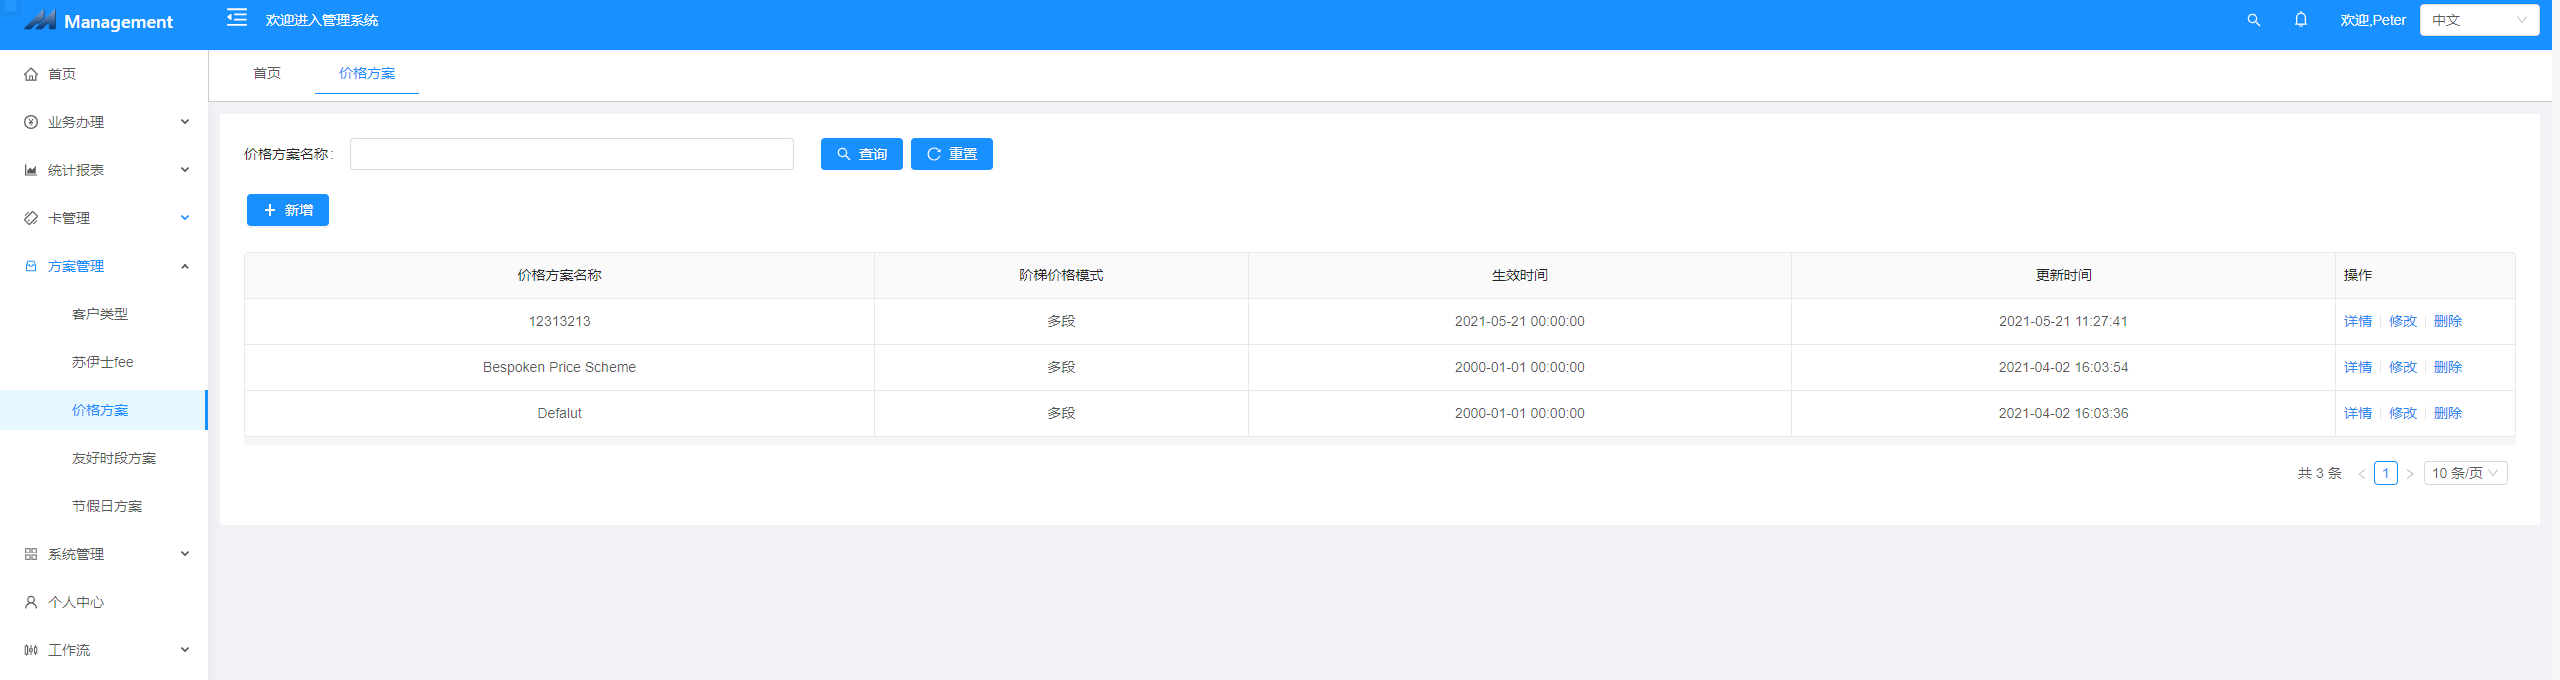 Management
欢迎进入管理系统
欢迎,Peter
中文
首页
业务办理
统计报表
卡管理
方案管理
客户类型
苏伊士fee
价格方案
友好时段方案
节假日方案
系统管理
个人中心
工作流
首页 价格方案
价格方案名称:
查询 重置
新增
价格方案名称 阶梯价格模式 生效时间 更新时间 操作
12313213 多段 2021-05-21 00:00:00 2021-05-21 11:27:41 详情 修改 删除
Bespoken Price Scheme 多段 2000-01-01 00:00:00 2021-04-02 16:03:54 详情 修改 删除
Defalut 多段 2000-01-01 00:00:00 2021-04-02 16:03:36 详情 修改 删除
共 3 条 < 1 > 10 条/页